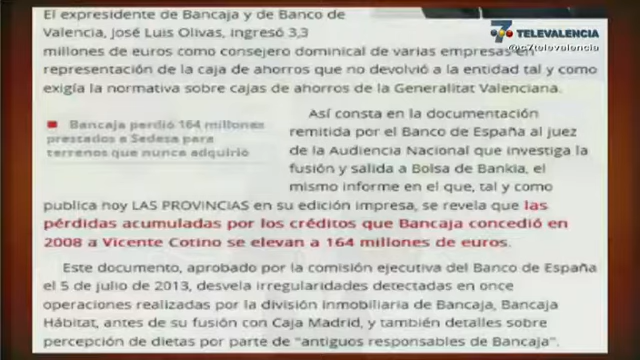 El expresidente de Bancaja y de Banco de
Valencia, José Luis Olivas, ingresó 3,3
millones de euros como consejero dominical de varias empresas en
representación de la caja de ahorros que no devolvió a la entidad tal y como
exigía la normativa sobre cajas de ahorros de la Generalitat Valenciana.
Bancaja perdió 164 millones
prestados a Sedesa para
terrenos que nunca adquirió
Así consta en la documentación
remitida por el Banco de España al juez
de la Audiencia Nacional que investiga la
fusión y salida a Bolsa de Bankia, el
mismo informe en el que, tal y como
publica hoy LAS PROVINCIAS en su edición impresa, se revela que las
pérdidas acumuladas por los créditos que Bancaja concedió en
2008 a Vicente Cotino se elevan a 164 millones de euros.
Este documento, aprobado por la comisión ejecutiva del Banco de España
el 5 de julio de 2013, desvela irregularidades detectadas en once
operaciones realizadas por la división inmobiliaria de Bancaja, Bancaja
Hábitat, antes de su fusión con Caja Madrid, y también detalles sobre
percepción de dietas por parte de "antiguos responsables de Bancaja".
7 TELEVALENCIA
@c7televalencia